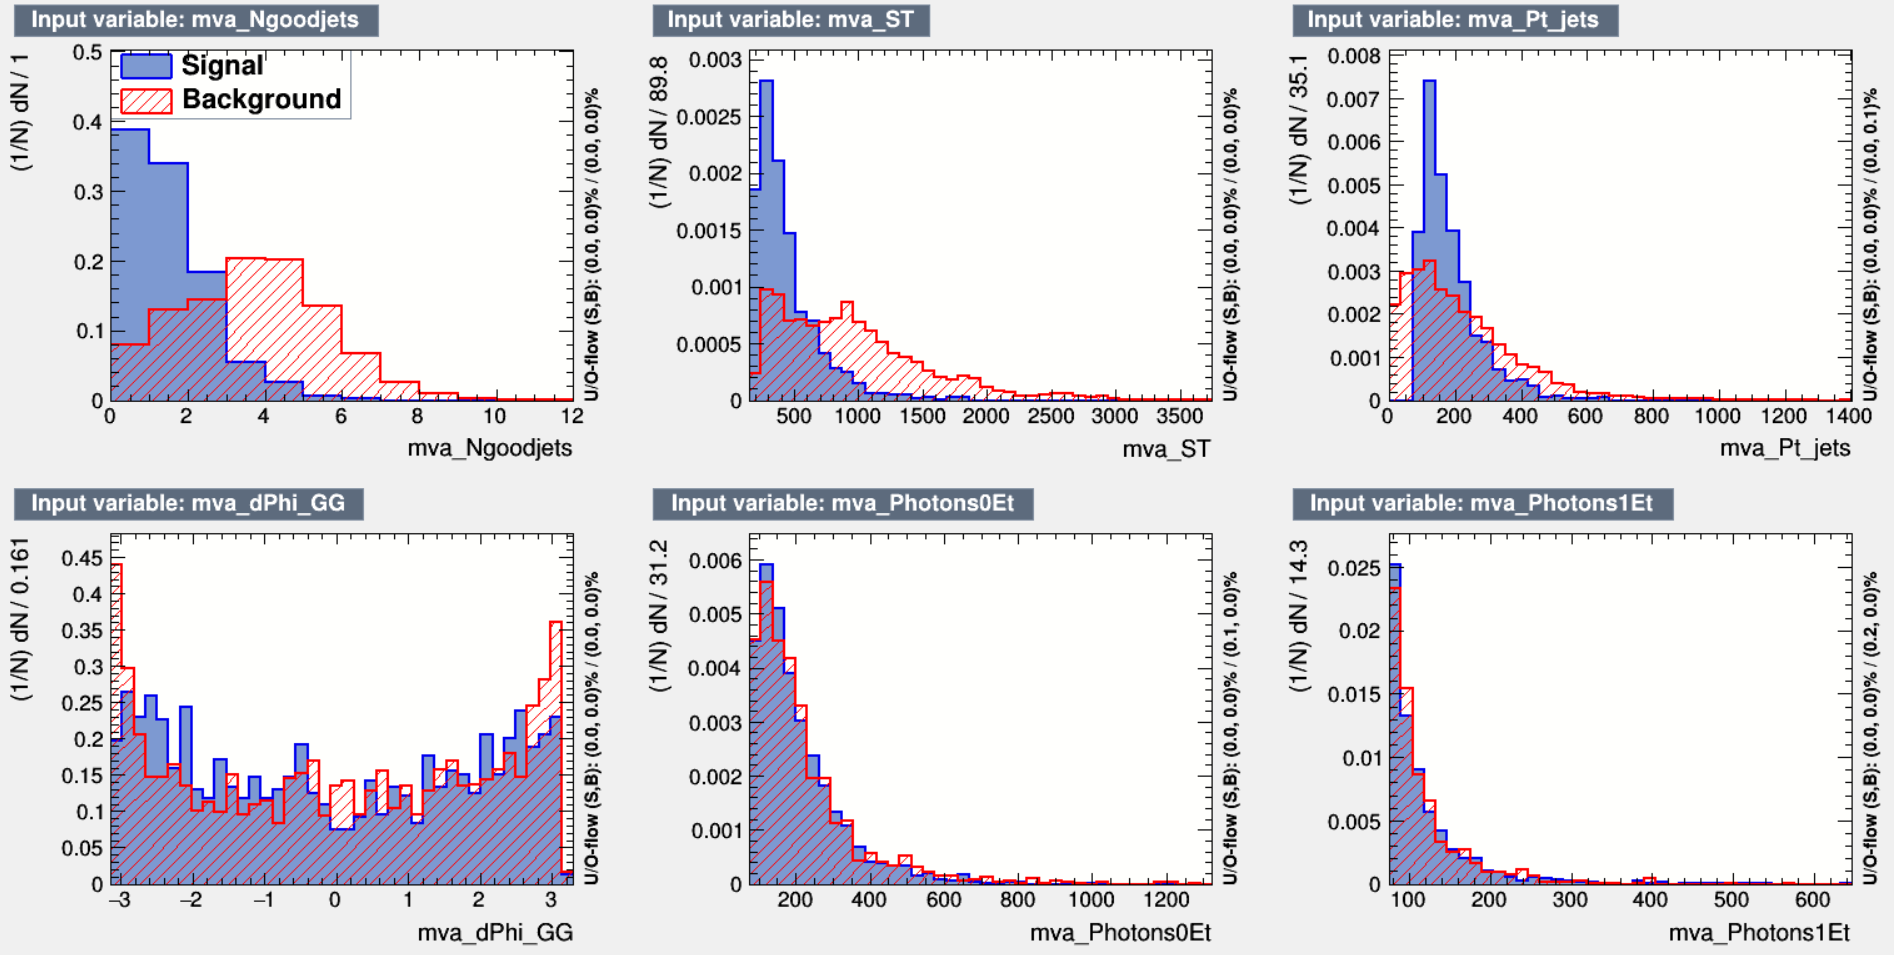 Input variable: mva_Ngoodjets
(1/N) dN / 1
0.5
0.4
0.3
0.2
0.1
0
Signal
Background
0 2 4 6 8 10 12
mva_Ngoodjets
U/O-flow (S,B): (0.0, 0.0)% / (0.0, 0.0)%
Input variable: mva_ST
(1/N) dN / 89.8
0.003
0.0025
0.002
0.0015
0.001
0.0005
0
500 1000 1500 2000 2500 3000 3500
mva_ST
U/O-flow (S,B): (0.0, 0.0)% / (0.0, 0.0)%
Input variable: mva_Pt_jets
(1/N) dN / 35.1
0.008
0.007
0.006
0.005
0.004
0.003
0.002
0.001
0
0 200 400 600 800 1000 1200 1400
mva_Pt_jets
U/O-flow (S,B): (0.0, 0.0)% / (0.0, 0.1)%
Input variable: mva_dPhi_GG
(1/N) dN / 0.161
0.45
0.4
0.35
0.3
0.25
0.2
0.15
0.1
0.05
0
−3 −2 −1 0 1 2 3
mva_dPhi_GG
U/O-flow (S,B): (0.0, 0.0)% / (0.0, 0.0)%
Input variable: mva_Photons0Et
(1/N) dN / 31.2
0.006
0.005
0.004
0.003
0.002
0.001
0
200 400 600 800 1000 1200
mva_Photons0Et
U/O-flow (S,B): (0.0, 0.0)% / (0.1, 0.0)%
Input variable: mva_Photons1Et
(1/N) dN / 14.3
0.025
0.02
0.015
0.01
0.005
0
100 200 300 400 500 600
mva_Photons1Et
U/O-flow (S,B): (0.0, 0.0)% / (0.2, 0.0)%